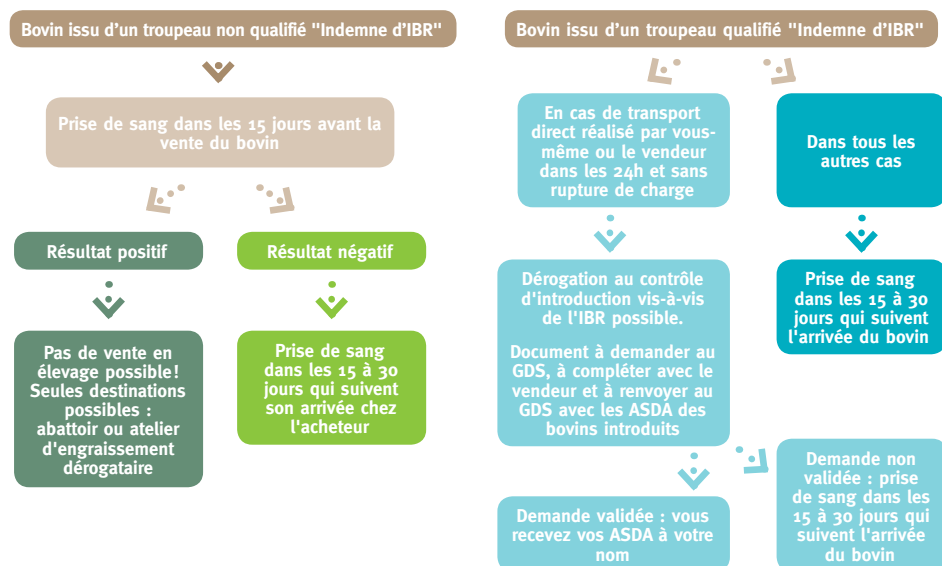 Bovin issu d'un troupeau non qualifié "Indemne d'IBR"
Prise de sang dans les 15 jours avant la
vente du bovin
Résultat positif
Résultat négatif
Pas de vente en
élevage possible!
Seules destinations
possibles :
abattoir ou atelier
d'engraissement
dérogataire
Prise de sang
dans les 15 à 30
jours qui suivent
son arrivée chez
l'acheteur
Bovin issu d'un troupeau qualifié "Indemne d'IBR"
En cas de transport
direct réalisé par vous-
même ou le vendeur
dans les 24h et sans
rupture de charge
Dans tous les
autres cas
Dérogation au contrôle
d'introduction vis-à-vis
de l'IBR possible.
Document à demander au
GDS, à compléter avec le
vendeur et à renvoyer au
GDS avec les ASDA des
bovins introduits
Prise de sang
dans les 15 à 30
jours qui suivent
l'arrivée du bovin
Demande validée : vous
recevez vos ASDA à votre
nom
Demande non
validée : prise
de sang dans les
15 à 30 jours qui
suivent l'arrivée
du bovin